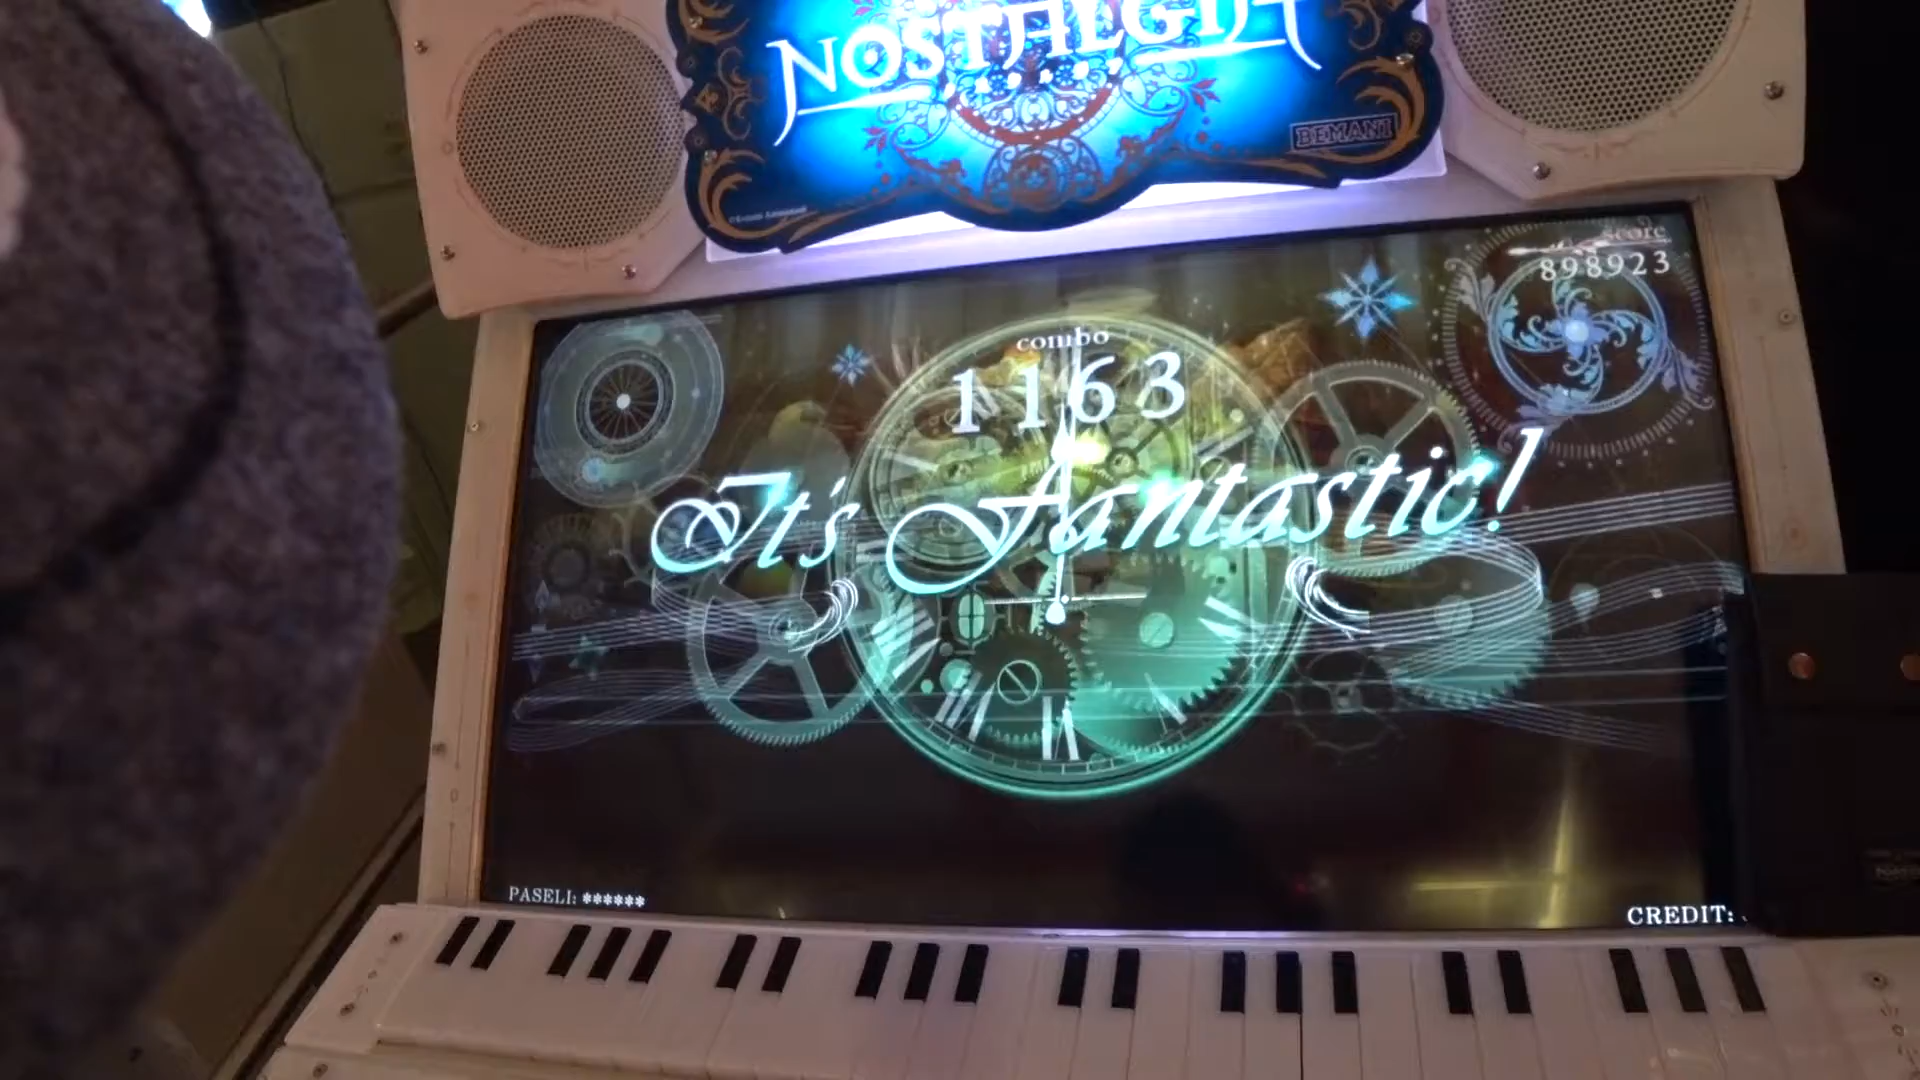 NOSTALGIA
BEMANI
score
898923
combo
1163
It's Fantastic!
PASELI: ******
CREDIT: